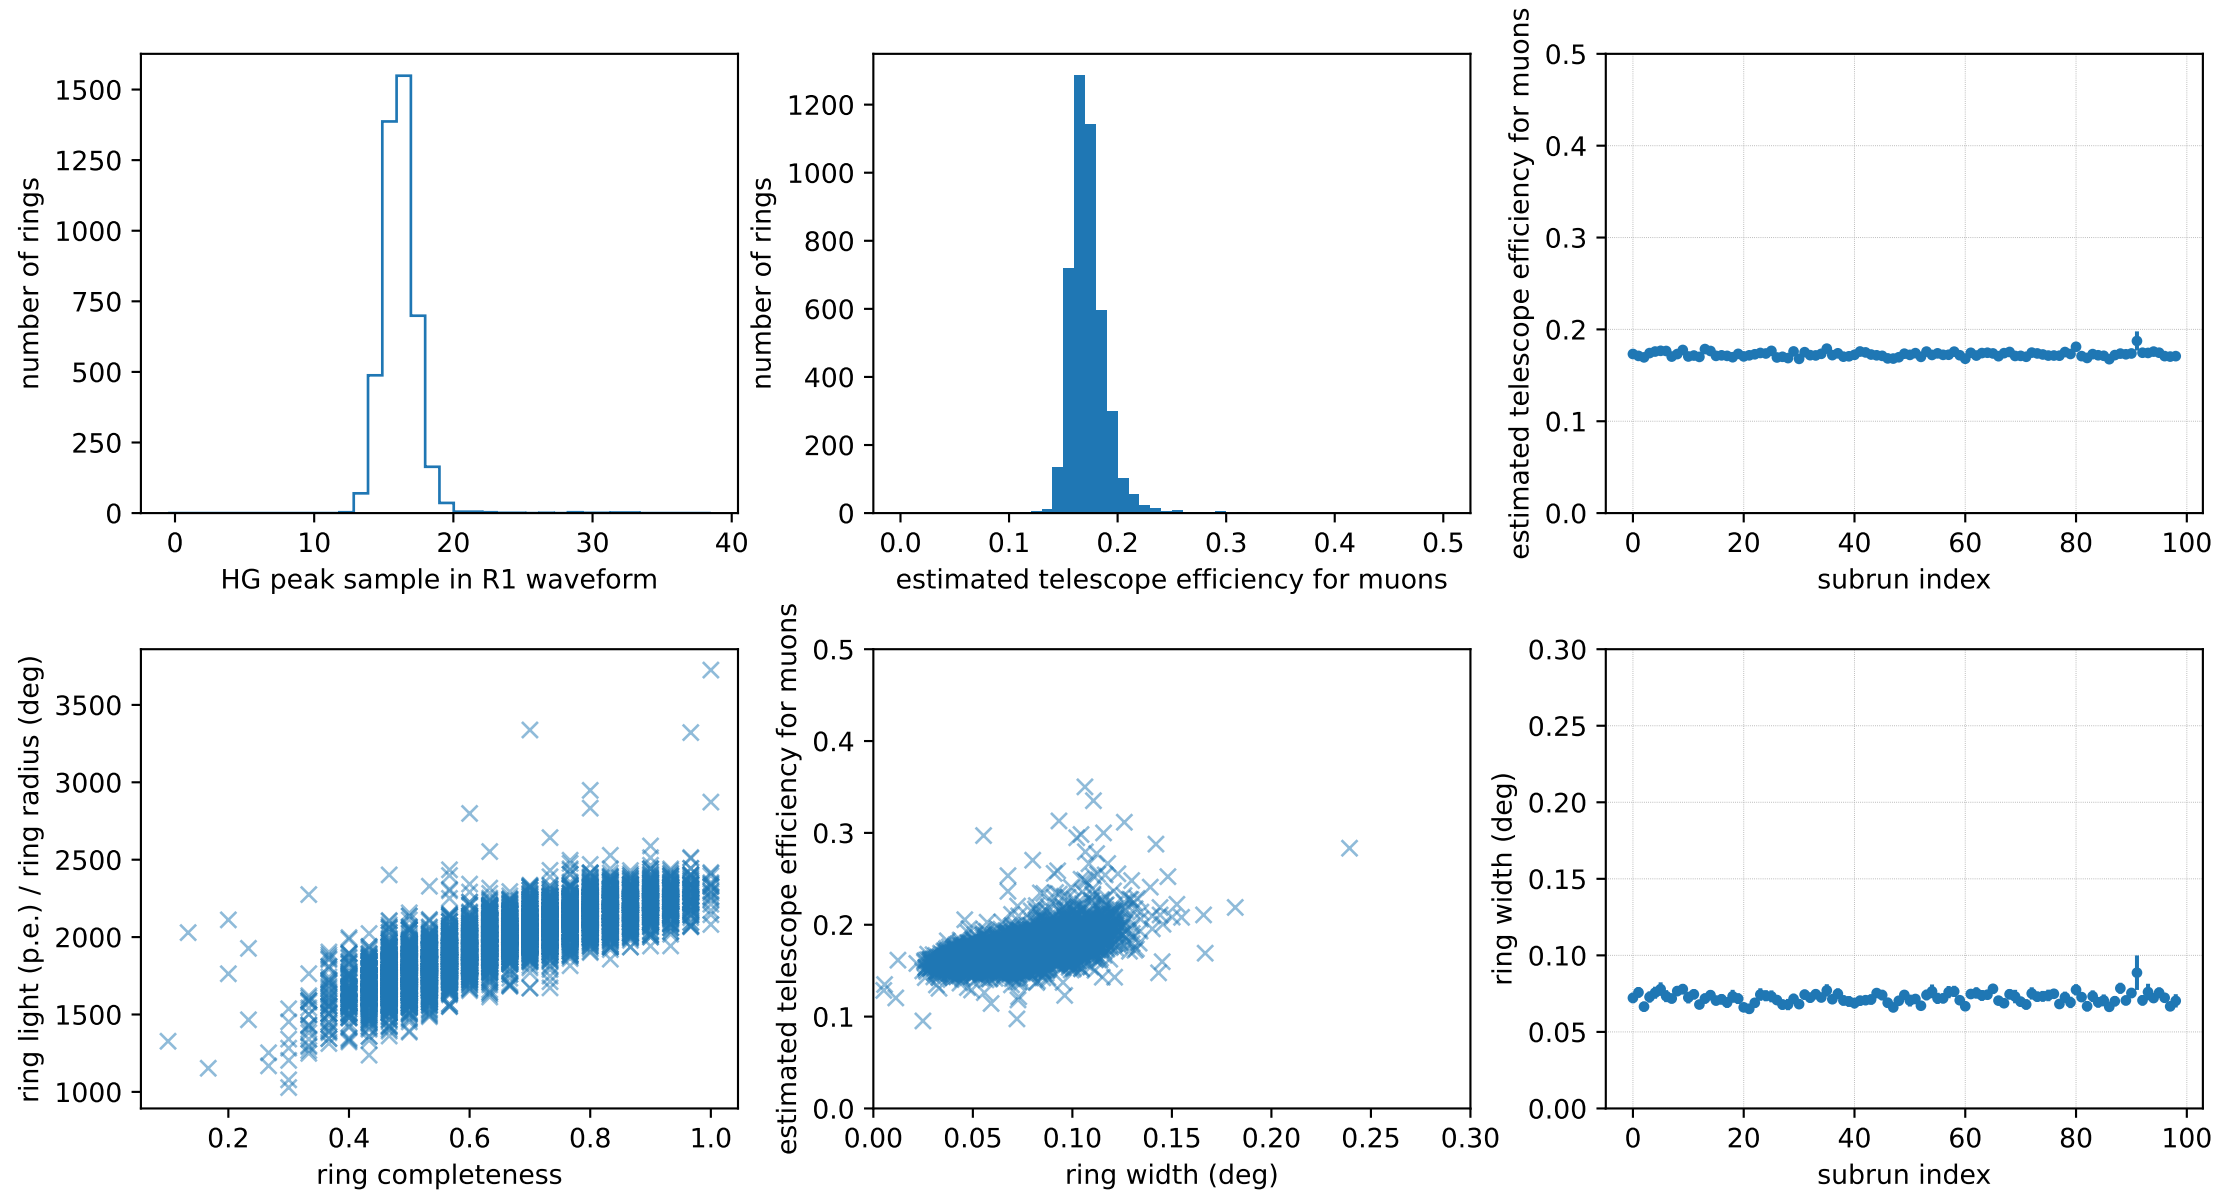 number of rings
1500
1250
1000
750
500
250
0
0 10 20 30 40
HG peak sample in R1 waveform
number of rings
1200
1000
800
600
400
200
0
0.0 0.1 0.2 0.3 0.4 0.5
estimated telescope efficiency for muons
estimated telescope efficiency for muons
0.5
0.4
0.3
0.2
0.1
0.0
0 20 40 60 80 100
subrun index
ring light (p.e.) / ring radius (deg)
3500
3000
2500
2000
1500
1000
0.2 0.4 0.6 0.8 1.0
ring completeness
estimated telescope efficiency for muons
0.5
0.4
0.3
0.2
0.1
0.0
0.00 0.05 0.10 0.15 0.20 0.25 0.30
ring width (deg)
ring width (deg)
0.30
0.25
0.20
0.15
0.10
0.05
0.00
0 20 40 60 80 100
subrun index